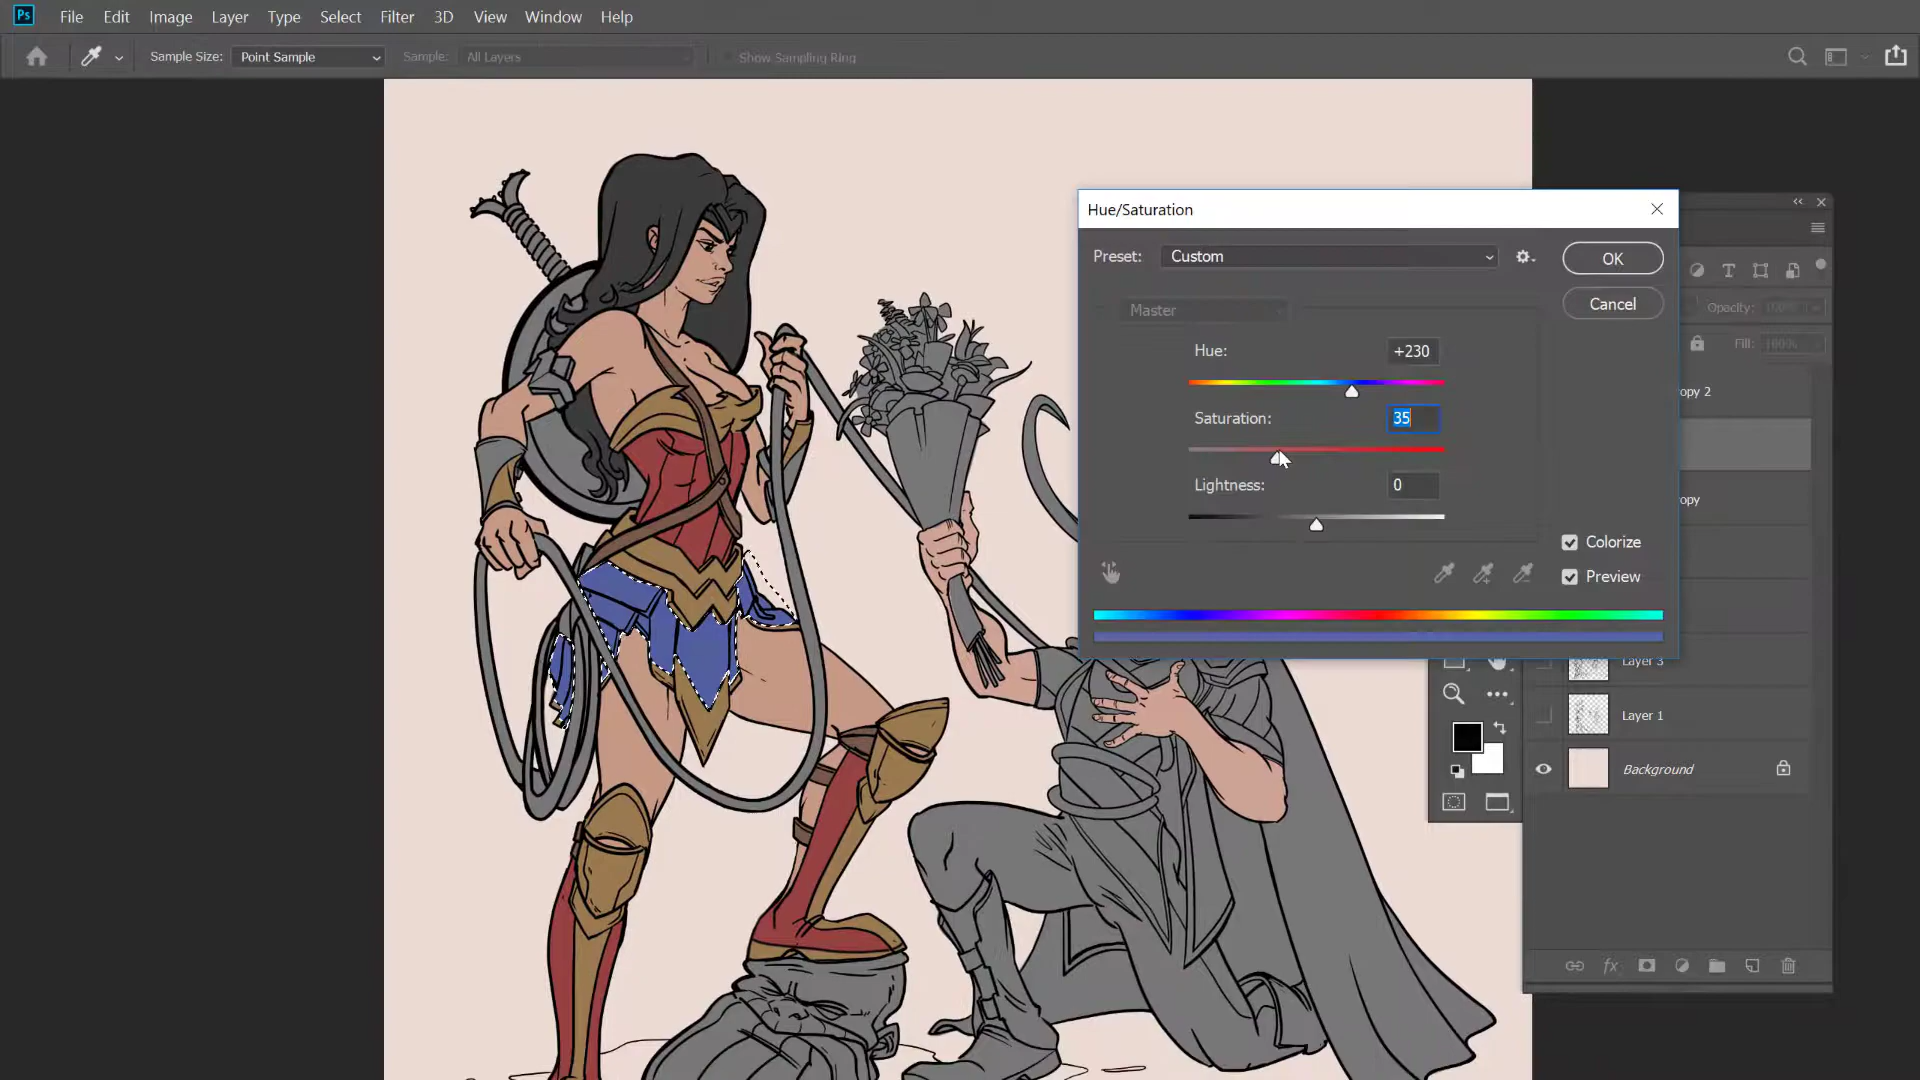 Ps File Edit Image Layer Type Select Filter 3D View Window Help
Sample Size: Point Sample Sample: All Layers Show Sampling Ring
Hue/Saturation
Preset: Custom OK
Cancel
Master
Hue: +230
Saturation: 35
Lightness: 0
Colorize
Preview
Opacity: 100%
Fill: 100%
opy 2
opy
Layer 3
Layer 1
Background